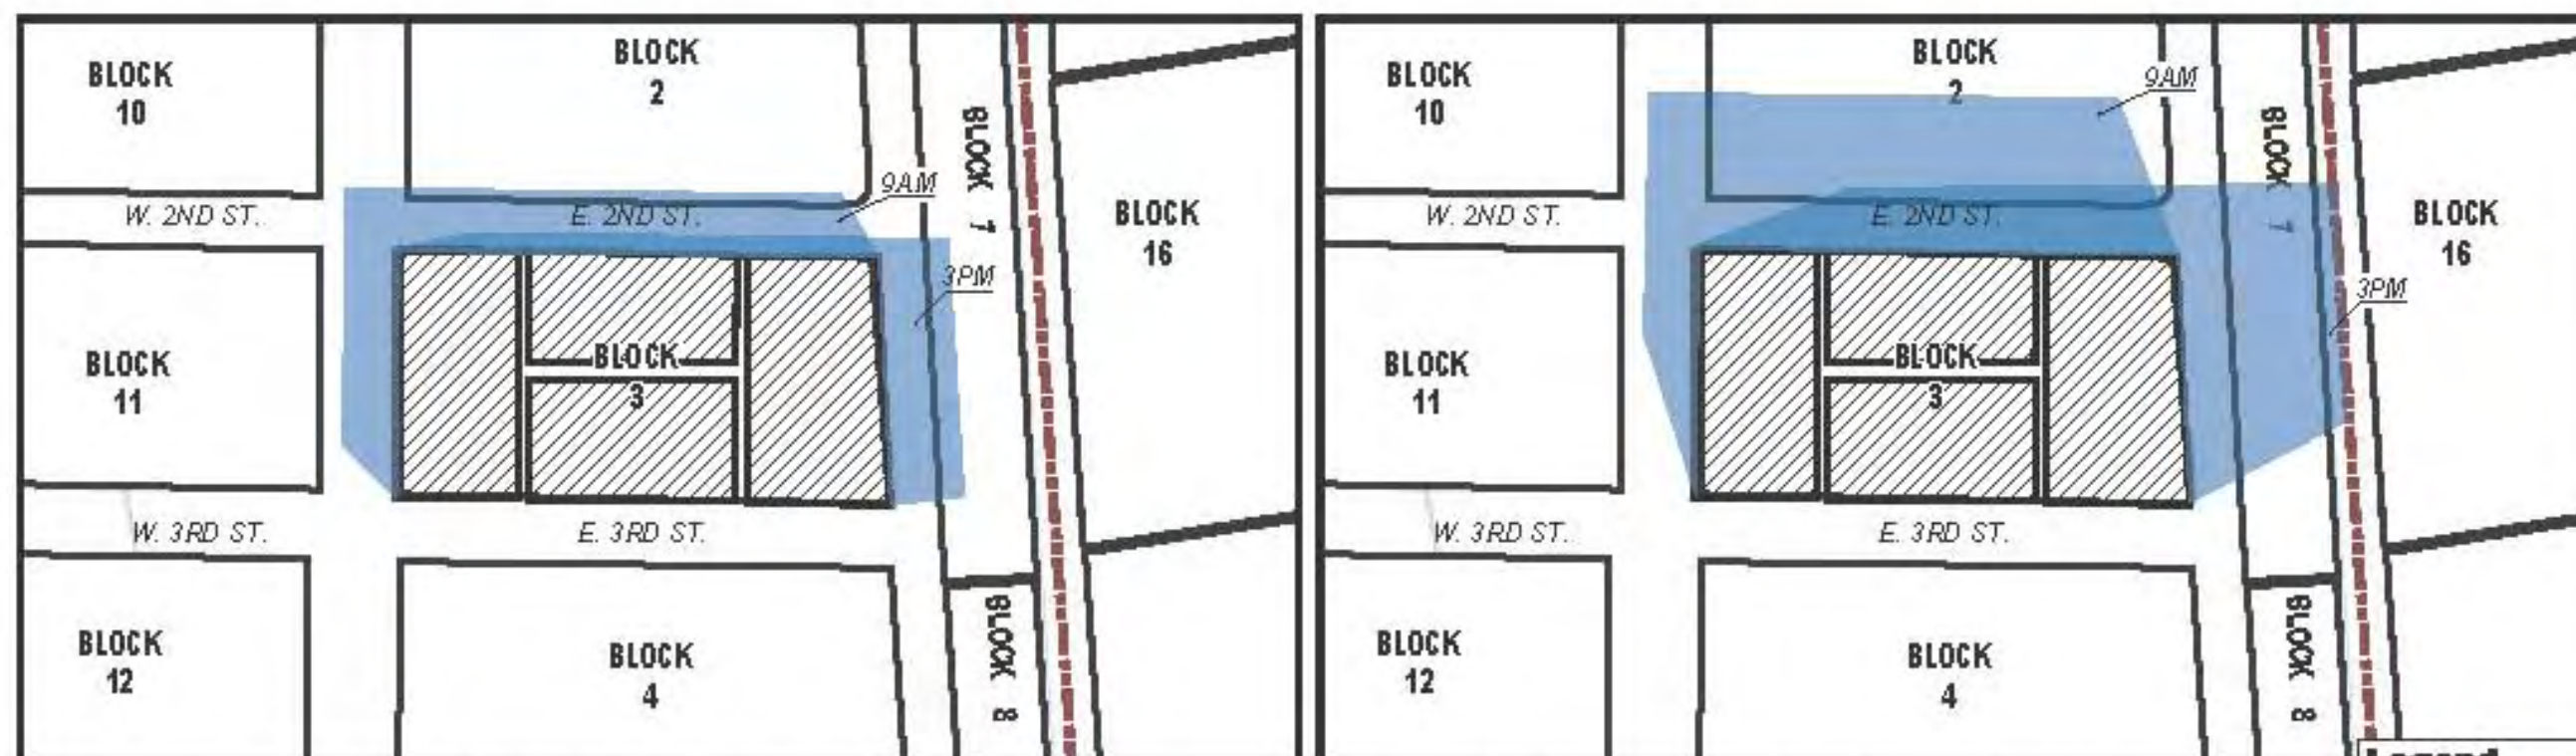 BLOCK
10
BLOCK
2
9AM
BLOCK 7
W. 2ND ST.
E. 2ND ST.
BLOCK
16
3PM
BLOCK
11
BLOCK
3
W. 3RD ST.
E. 3RD ST.
BLOCK
12
BLOCK
4
BLOCK 8
BLOCK
10
BLOCK
2
9AM
BLOCK 7
W. 2ND ST.
E. 2ND ST.
BLOCK
16
3PM
BLOCK
11
BLOCK
3
W. 3RD ST.
E. 3RD ST.
BLOCK
12
BLOCK
4
BLOCK 8